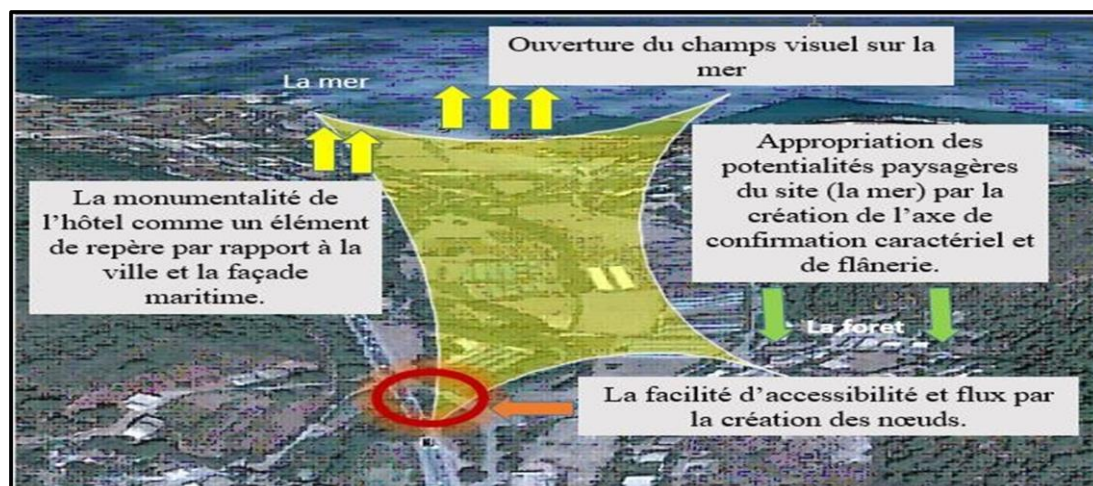 Ouverture du champs visuel sur la
mer
La mer
Appropriation des
potentialités paysagères
du site (la mer) par la
création de l’axe de
confirmation caractériel et
de flânerie.
La monumentalité de
l’hôtel comme un élément
de repère par rapport à la
ville et la façade
maritime.
La foret
La facilité d’accessibilité et flux par
la création des nœuds.